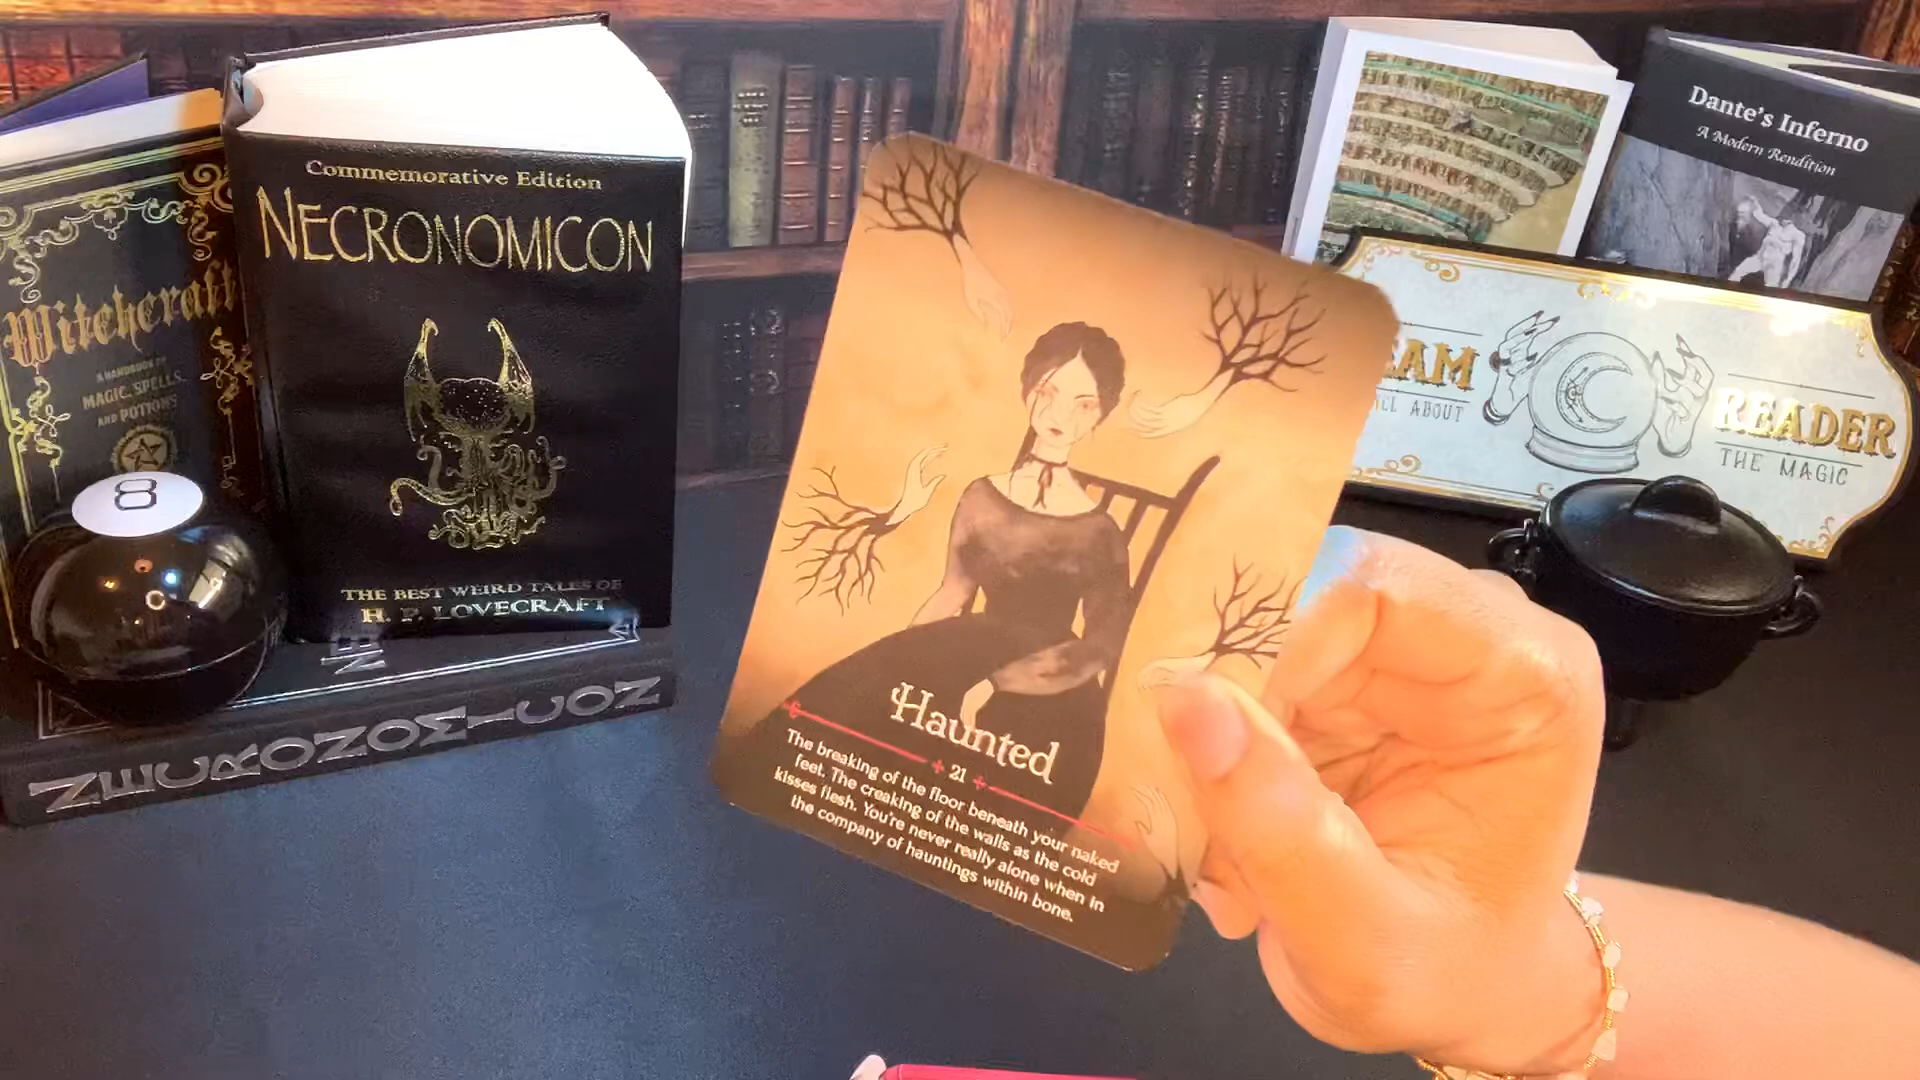 Witchcraft
A HANDBOOK OF
MAGIC, SPELLS,
AND POTIONS
8
Commemorative Edition
NECRONOMICON
THE BEST WEIRD TALES OF
H. P. LOVECRAFT
NECRONOMICON
Haunted
21
The breaking of the floor beneath your naked
feet. The creaking of the walls as the cold
kisses flesh. You're never really alone when in
the company of hauntings within bone.
Dante's Inferno
A Modern Rendition
ABOUT
READER
THE MAGIC